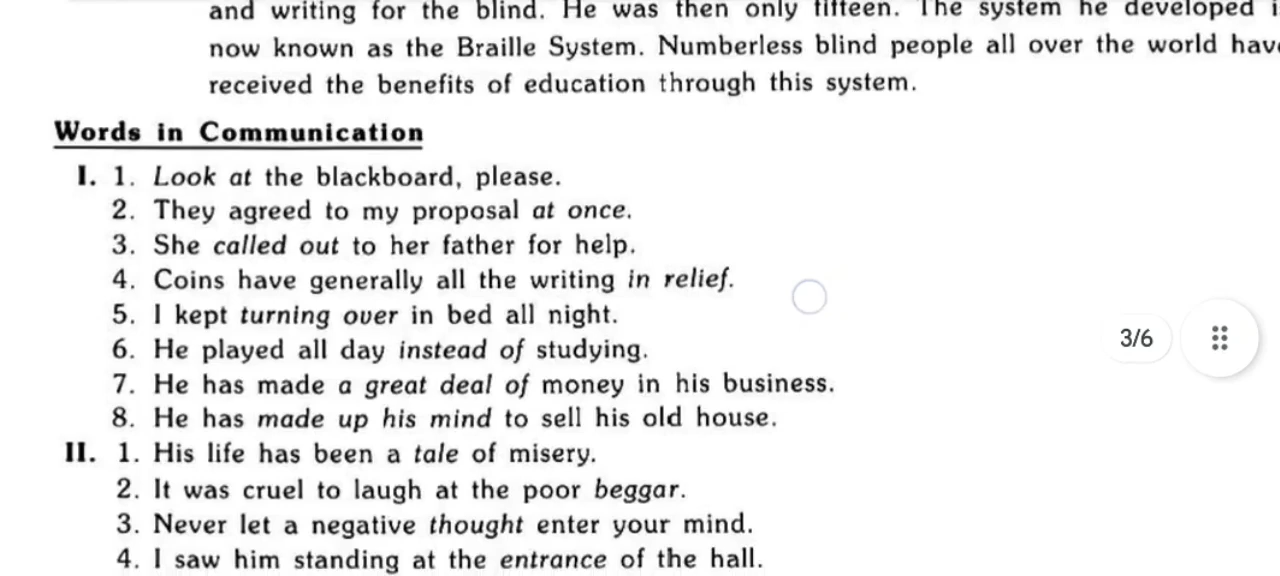 and writing for the blind. He was then only fifteen. The system he developed i
now known as the Braille System. Numberless blind people all over the world hav
received the benefits of education through this system.
Words in Communication
I. 1. Look at the blackboard, please.
2. They agreed to my proposal at once.
3. She called out to her father for help.
4. Coins have generally all the writing in relief.
5. I kept turning over in bed all night.
6. He played all day instead of studying.
7. He has made a great deal of money in his business.
8. He has made up his mind to sell his old house.
II. 1. His life has been a tale of misery.
2. It was cruel to laugh at the poor beggar.
3. Never let a negative thought enter your mind.
4. I saw him standing at the entrance of the hall.
3/6